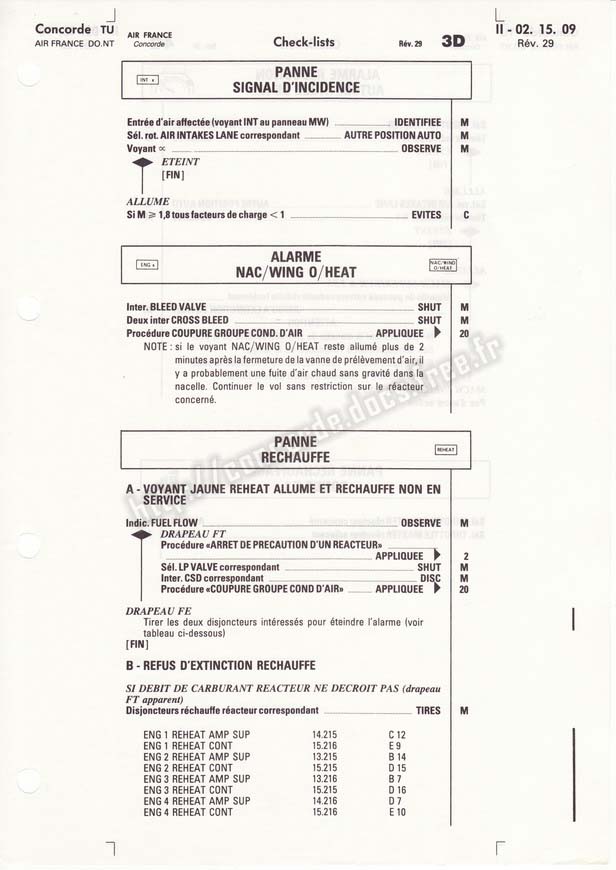 Concorde TU
AIR FRANCE DO.NT
AIR FRANCE
Concorde
Check-lists
Rév. 29
3D
II - 02. 15. 09
Rév. 29
PANNE
SIGNAL D'INCIDENCE
Entrée d'air affectée (voyant INT au panneau MW) IDENTIFIEE M
Sél. rot. AIR INTAKES LANE correspondant AUTRE POSITION AUTO M
Voyant ∝ OBSERVE M
ETEINT
[FIN]
ALLUME
Si M ⩾ 1,8 tous facteurs de charge < 1 EVITES C
ALARME
NAC/WING O/HEAT
NAC/WING
O/HEAT
Inter. BLEED VALVE SHUT M
Deux inter CROSS BLEED SHUT M
Procédure COUPURE GROUPE COND. D'AIR APPLIQUEE 20
NOTE : si le voyant NAC/WING O/HEAT reste allumé plus de 2
minutes après la fermeture de la vanne de prélèvement d'air, il
y a probablement une fuite d'air chaud sans gravité dans la
nacelle. Continuer le vol sans restriction sur le réacteur
concerné.
http://concorde.docs.free.fr
PANNE
RECHAUFFE
REHEAT
A - VOYANT JAUNE REHEAT ALLUME ET RECHAUFFE NON EN
SERVICE
Indic. FUEL FLOW OBSERVE M
DRAPEAU FT
Procédure «ARRET DE PRECAUTION D'UN REACTEUR»
APPLIQUEE 2
Sél. LP VALVE correspondant SHUT M
Inter. CSD correspondant DISC M
Procédure «COUPURE GROUPE COND D'AIR» APPLIQUEE 20
DRAPEAU FE
Tirer les deux disjoncteurs intéressés pour éteindre l'alarme (voir
tableau ci-dessous)
[FIN]
B - REFUS D'EXTINCTION RECHAUFFE
SI DEBIT DE CARBURANT REACTEUR NE DECROIT PAS (drapeau
FT apparent)
Disjoncteurs réchauffe réacteur correspondant TIRES M
ENG 1 REHEAT AMP SUP 14.215 C 12
ENG 1 REHEAT CONT 15.216 E 9
ENG 2 REHEAT AMP SUP 13.215 B 14
ENG 2 REHEAT CONT 15.215 D 15
ENG 3 REHEAT AMP SUP 13.216 B 7
ENG 3 REHEAT CONT 15.215 D 16
ENG 4 REHEAT AMP SUP 14.216 D 7
ENG 4 REHEAT CONT 15.216 E 10